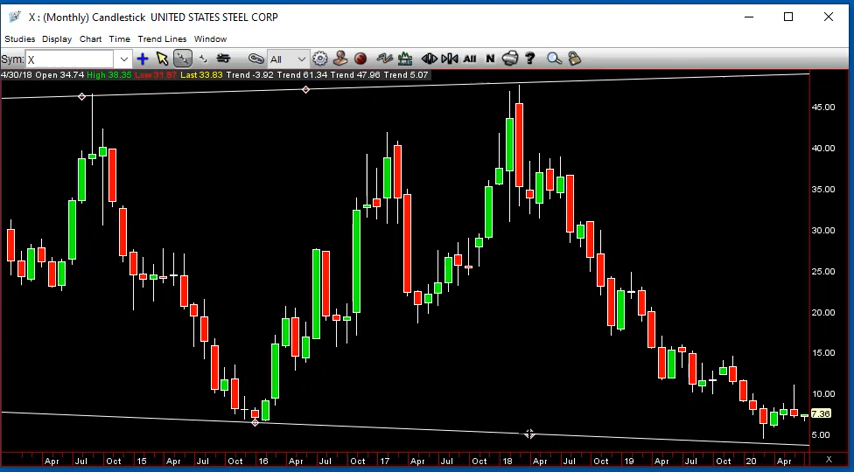 X : (Monthly) Candlestick UNITED STATES STEEL CORP
Studies Display Chart Time Trend Lines Window
Sym: X All All N ?
4/30/18 Open 34.74 High 38.35 Low 31.97 Last 33.83 Trend -3.92 Trend 61.34 Trend 47.96 Trend 5.07
45.00
40.00
35.00
30.00
25.00
20.00
15.00
10.00
7.36
5.00
Apr Jul Oct 15 Apr Jul Oct 16 Apr Jul Oct 17 Apr Jul Oct 18 Apr Jul Oct 19 Apr Jul Oct 20 Apr Jul X